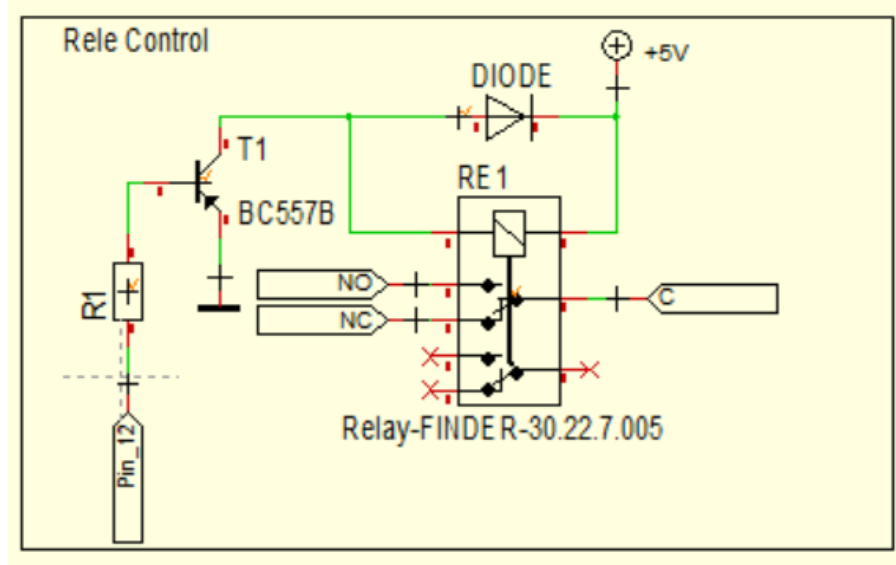 Rele Control
+5V
DIODE
T1
RE1
BC557B
R1
NO
NC
C
Relay-FINDER-30.22.7.005
Pin_12